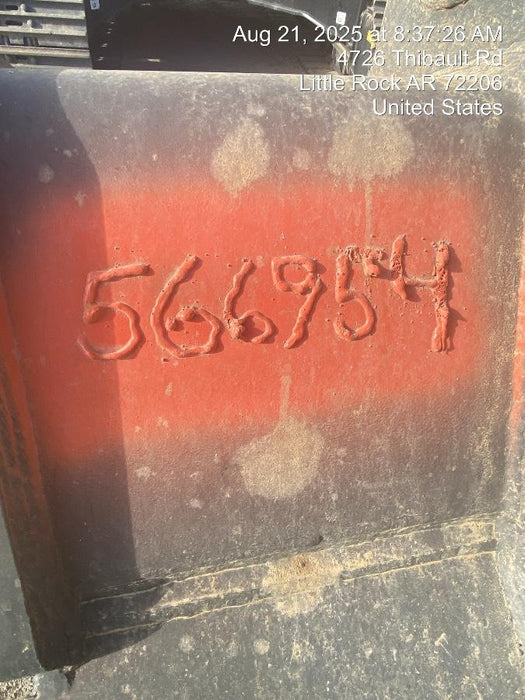 Aug 21, 2025 at 8:37:26 AM
4726 Thibault Rd
Little Rock AR 72206
United States
566954